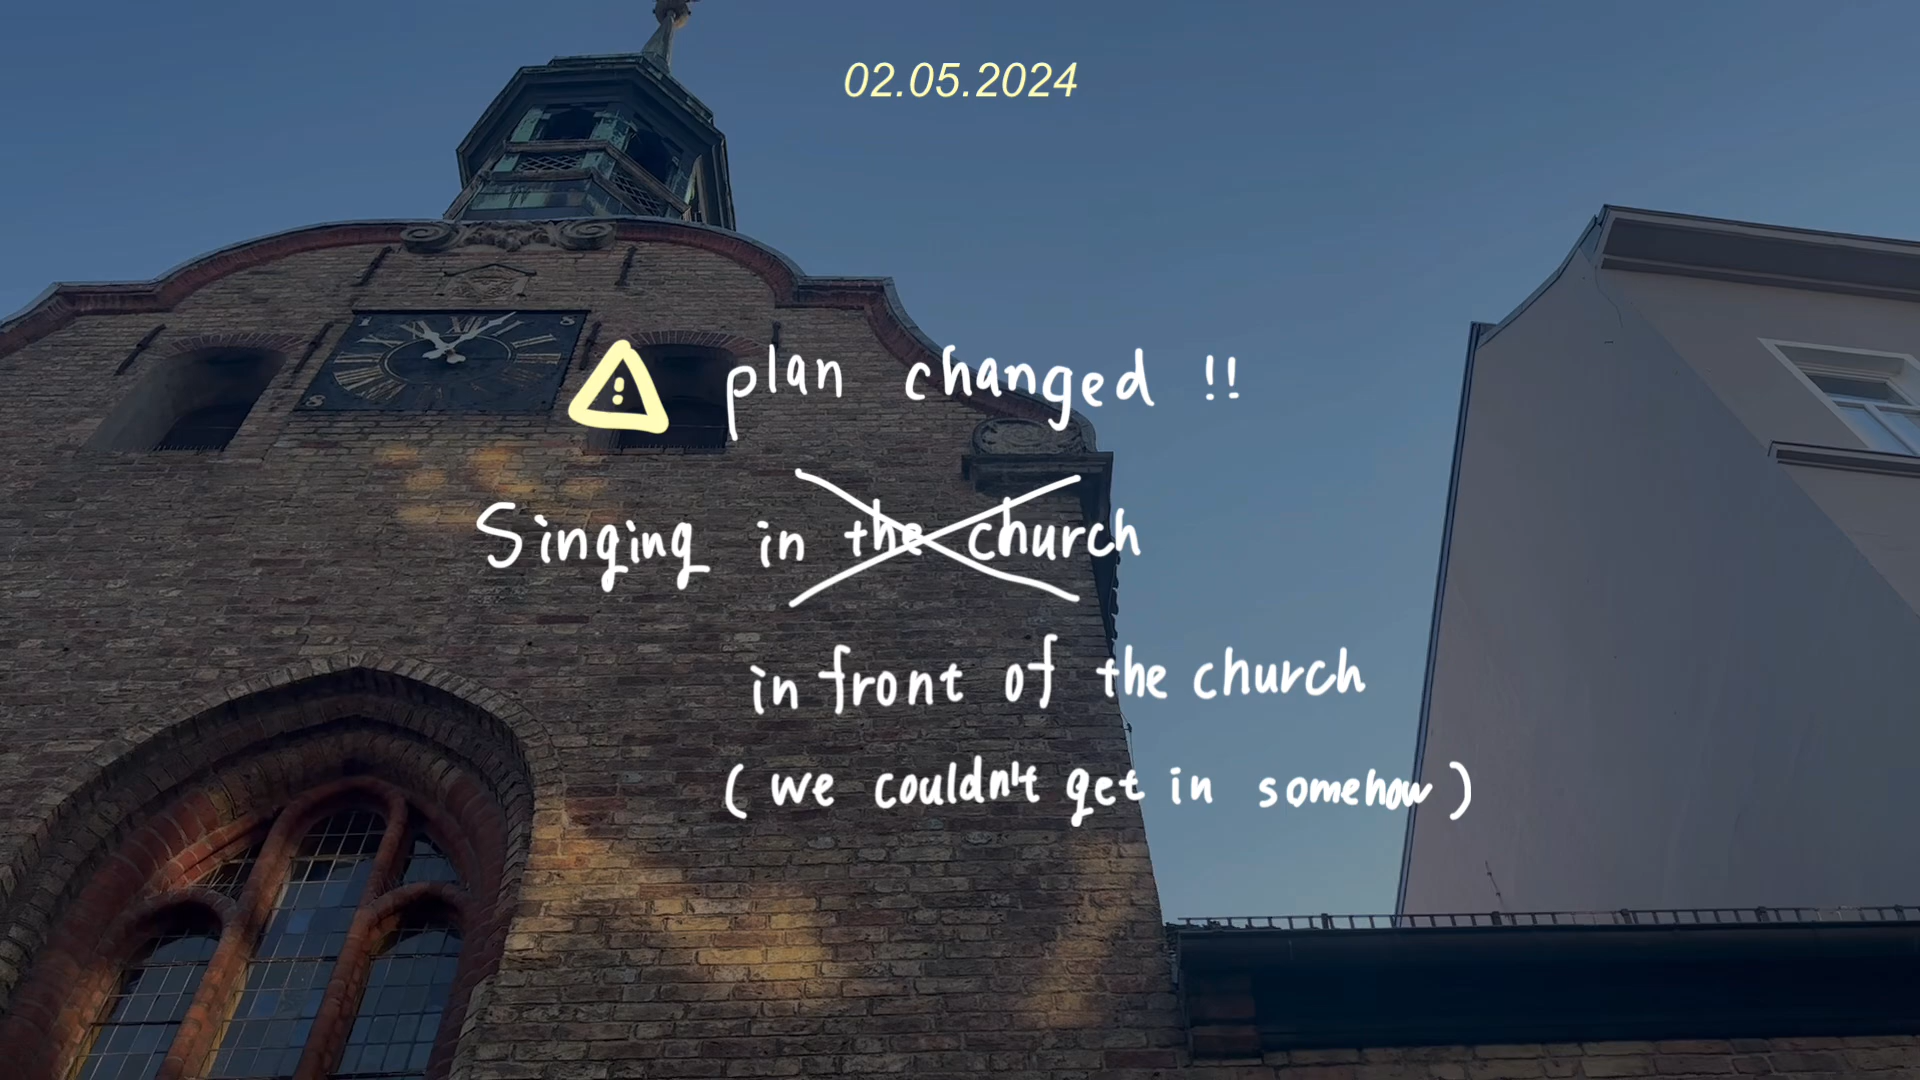 02.05.2024
plan changed !!
Singing in the church
in front of the church
( we couldn't get in somehow )